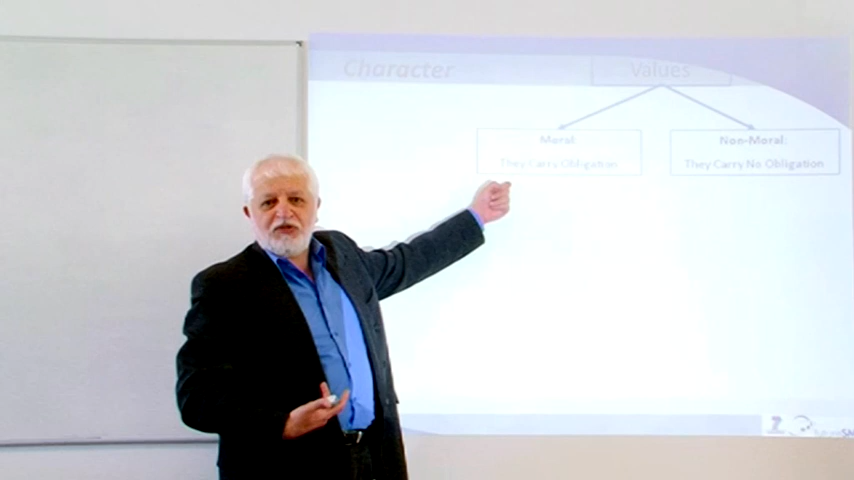 Character
Values
Moral:
They Carry Obligation
Non-Moral:
They Carry No Obligation